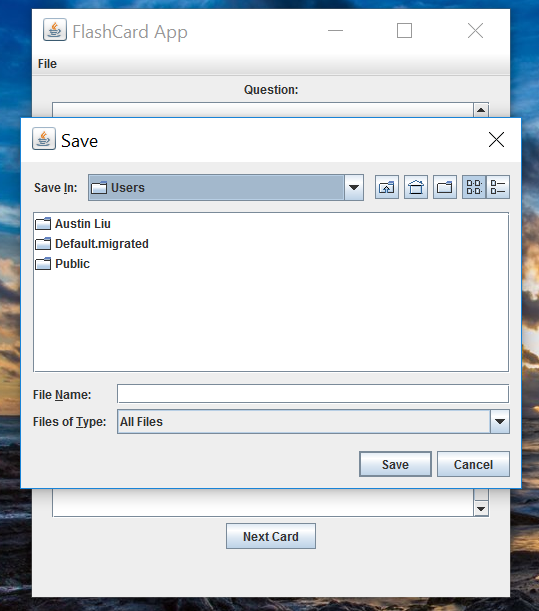 FlashCard App
File
Question:
Save
Save In: Users
Austin Liu
Default.migrated
Public
File Name:
Files of Type: All Files
Save Cancel
Next Card